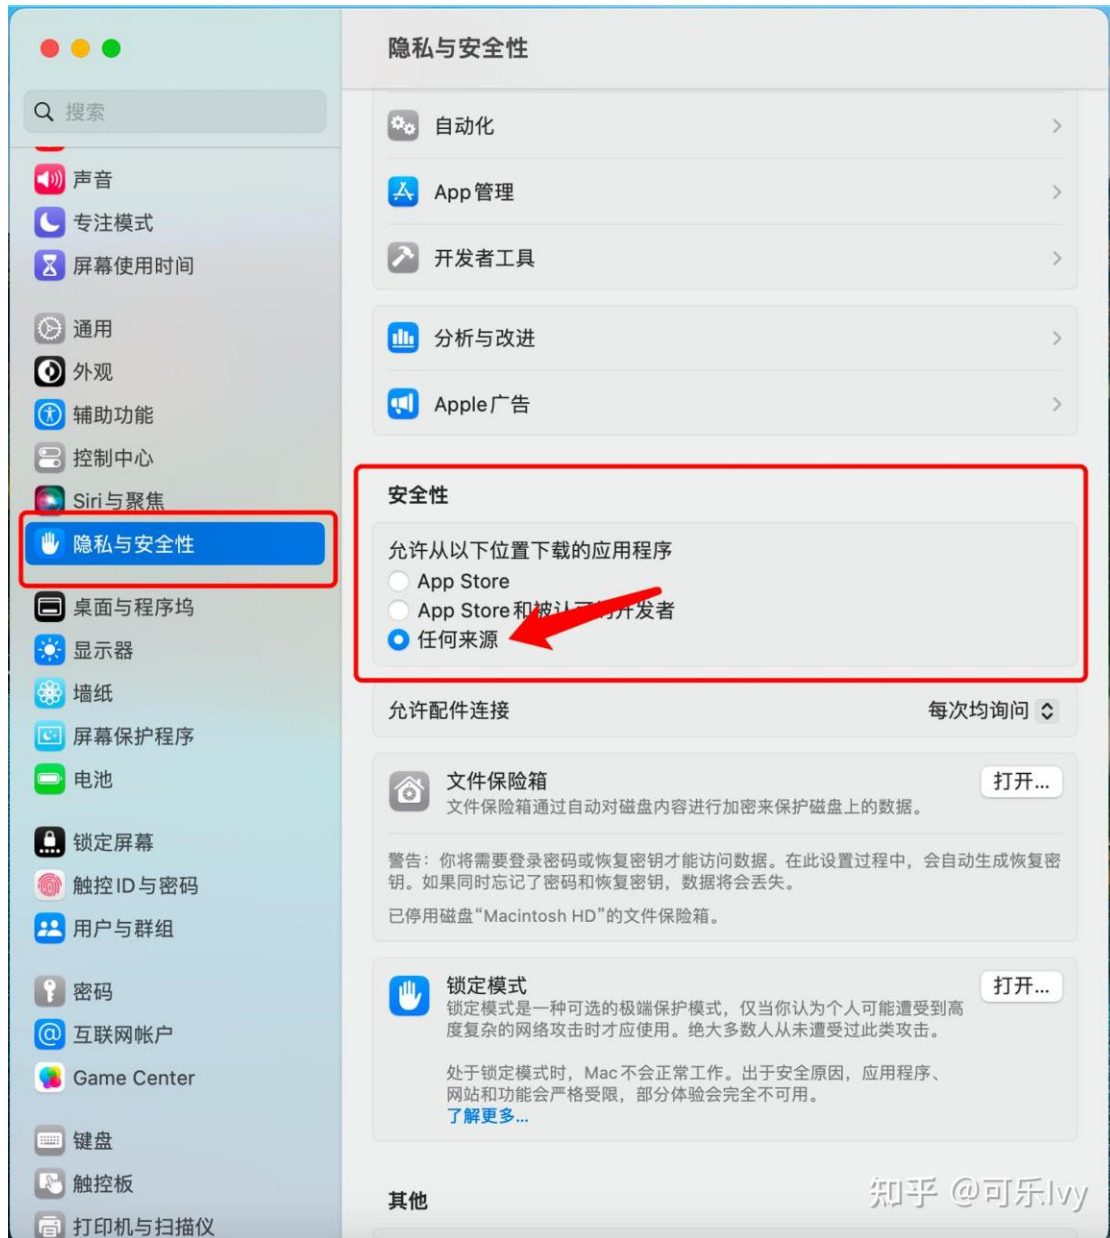 隐私与安全性
搜索
声音
专注模式
屏幕使用时间
通用
外观
辅助功能
控制中心
Siri与聚焦
隐私与安全性
桌面与程序坞
显示器
墙纸
屏幕保护程序
电池
锁定屏幕
触控ID与密码
用户与群组
密码
互联网帐户
Game Center
键盘
触控板
打印机与扫描仪
自动化
App管理
开发者工具
分析与改进
Apple广告
安全性
允许从以下位置下载的应用程序
App Store
App Store和被认可的开发者
任何来源
允许配件连接
每次均询问
文件保险箱
打开...
文件保险箱通过自动对磁盘内容进行加密来保护磁盘上的数据。
警告：你将需要登录密码或恢复密钥才能访问数据。在此设置过程中，会自动生成恢复密
钥。如果同时忘记了密码和恢复密钥，数据将会丢失。
已停用磁盘“Macintosh HD”的文件保险箱。
锁定模式
打开...
锁定模式是一种可选的极端保护模式，仅当你认为个人可能遭受到高
度复杂的网络攻击时才应使用。绝大多数人从未遭受过此类攻击。
处于锁定模式时，Mac不会正常工作。出于安全原因，应用程序、
网站和功能会严格受限，部分体验会完全不可用。
了解更多...
其他
知乎 @可乐Ivy